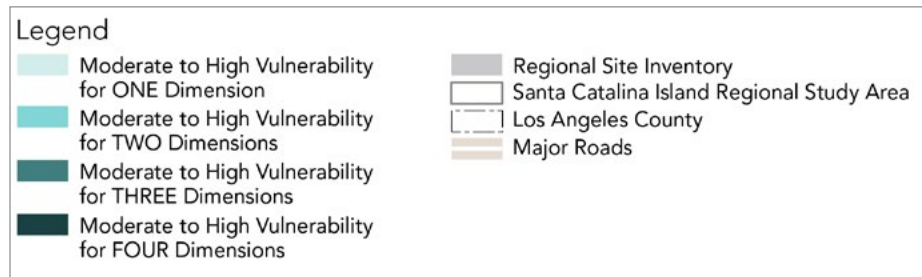 Legend
Moderate to High Vulnerability
for ONE Dimension
Moderate to High Vulnerability
for TWO Dimensions
Moderate to High Vulnerability
for THREE Dimensions
Moderate to High Vulnerability
for FOUR Dimensions
Regional Site Inventory
Santa Catalina Island Regional Study Area
Los Angeles County
Major Roads